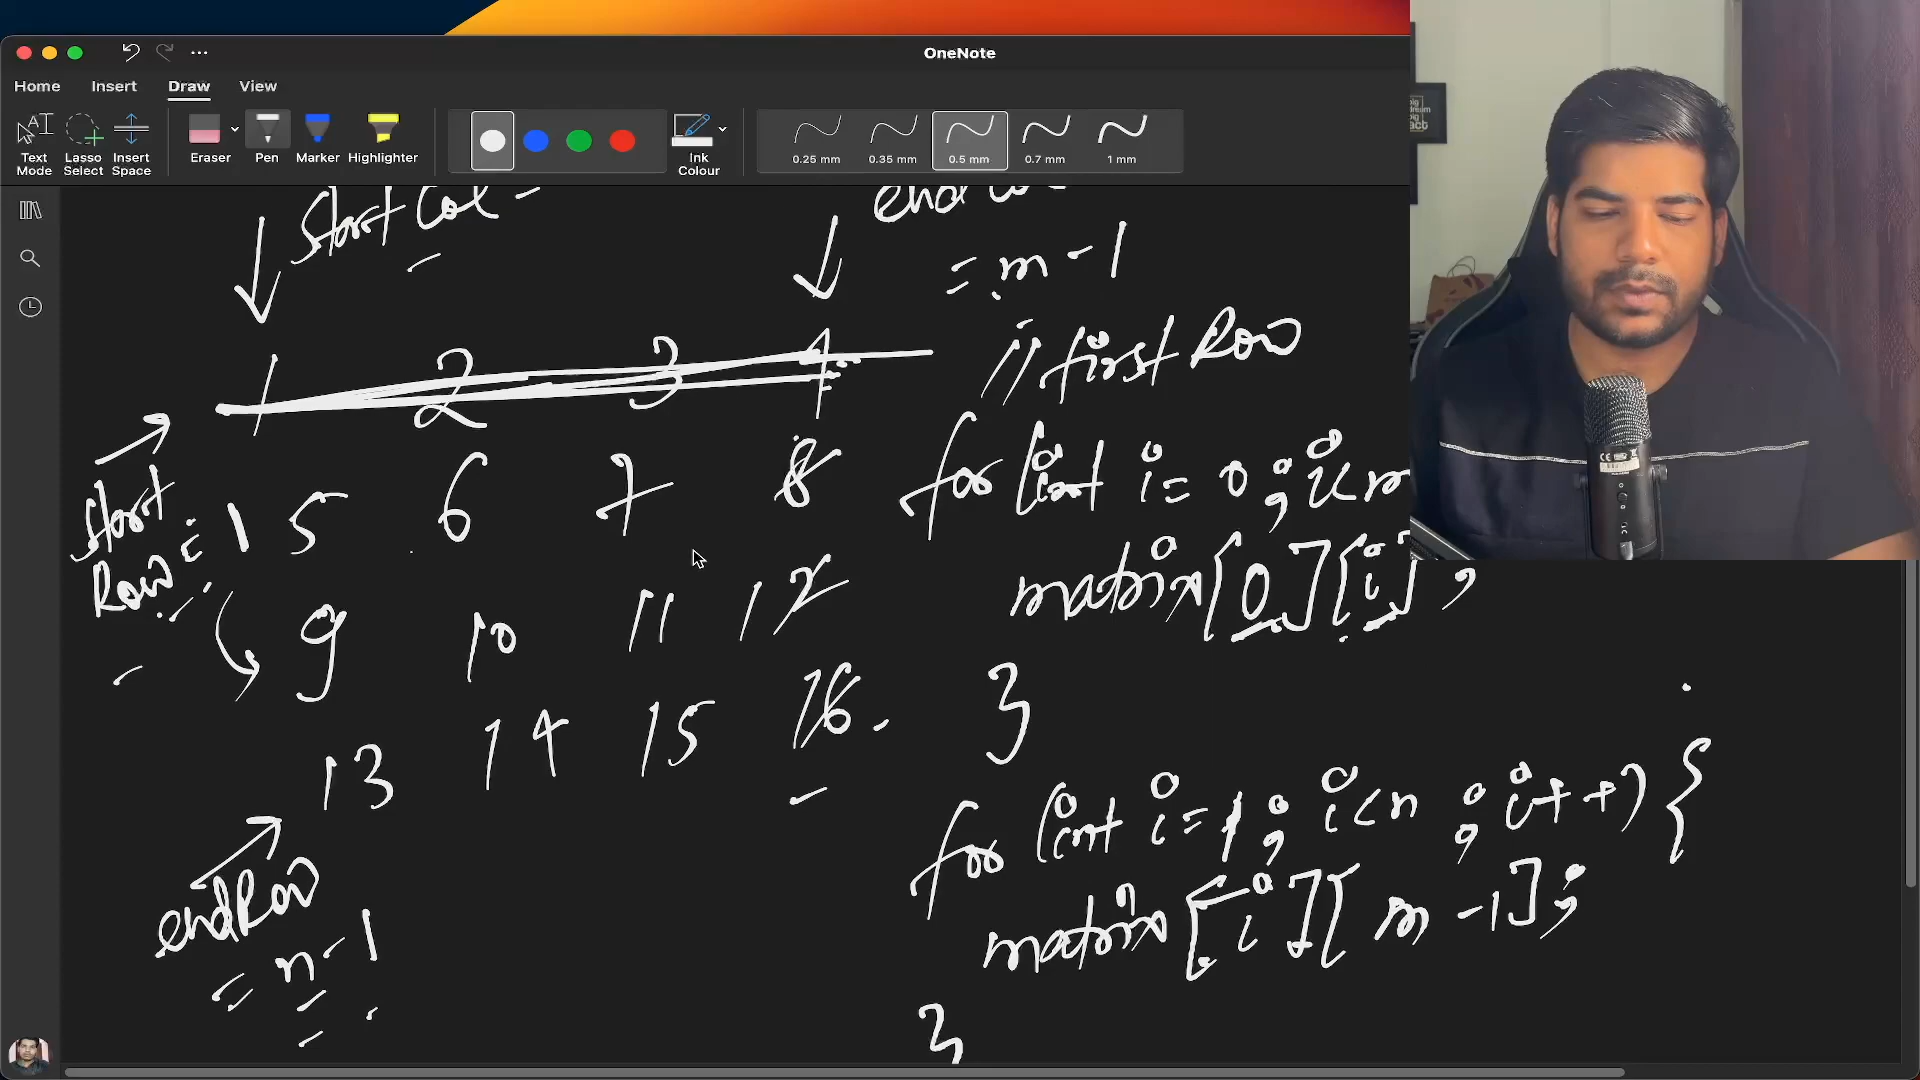 OneNote
Home Insert Draw View
Text Mode
Lasso Select
Insert Space
Eraser
Pen
Marker
Highlighter
Ink Colour
0.25 mm
0.35 mm
0.5 mm
0.7 mm
1 mm
start Col =
= m - 1
1 2 3 4
// first Row
start Row = 1
5 6 7 8
for (int i = 0 ; i < m
matrix[0][i] ;
9 10 11 12
13 14 15 16
}
for (int i = 1 ; i < n ; i++) {
endRow = n - 1
matrix[i][m - 1] ;
}